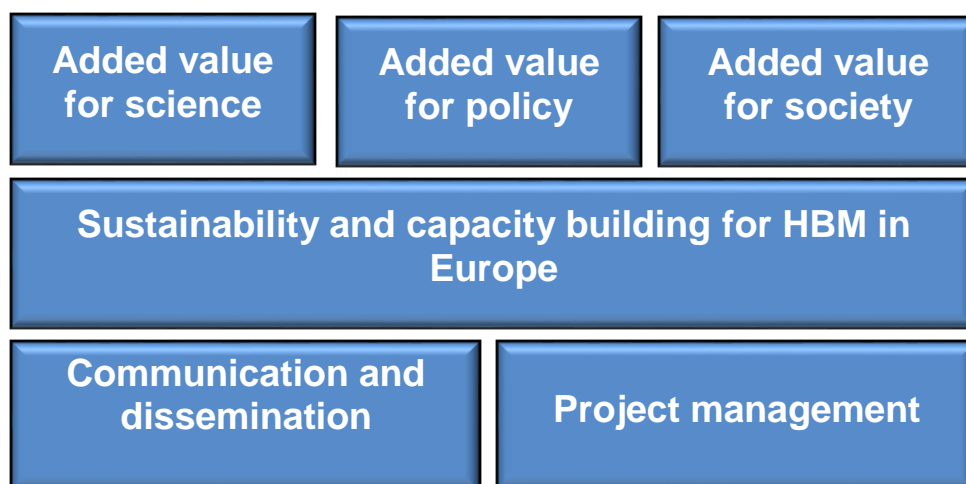 Added value
for science
Added value
for policy
Added value
for society
Sustainability and capacity building for HBM in
Europe
Communication and
dissemination
Project management